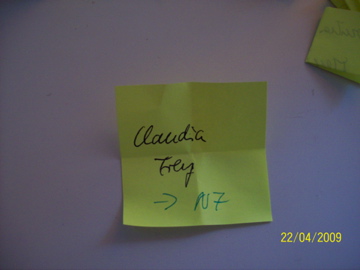 Claudia
Frey
→ N7
22/04/2009